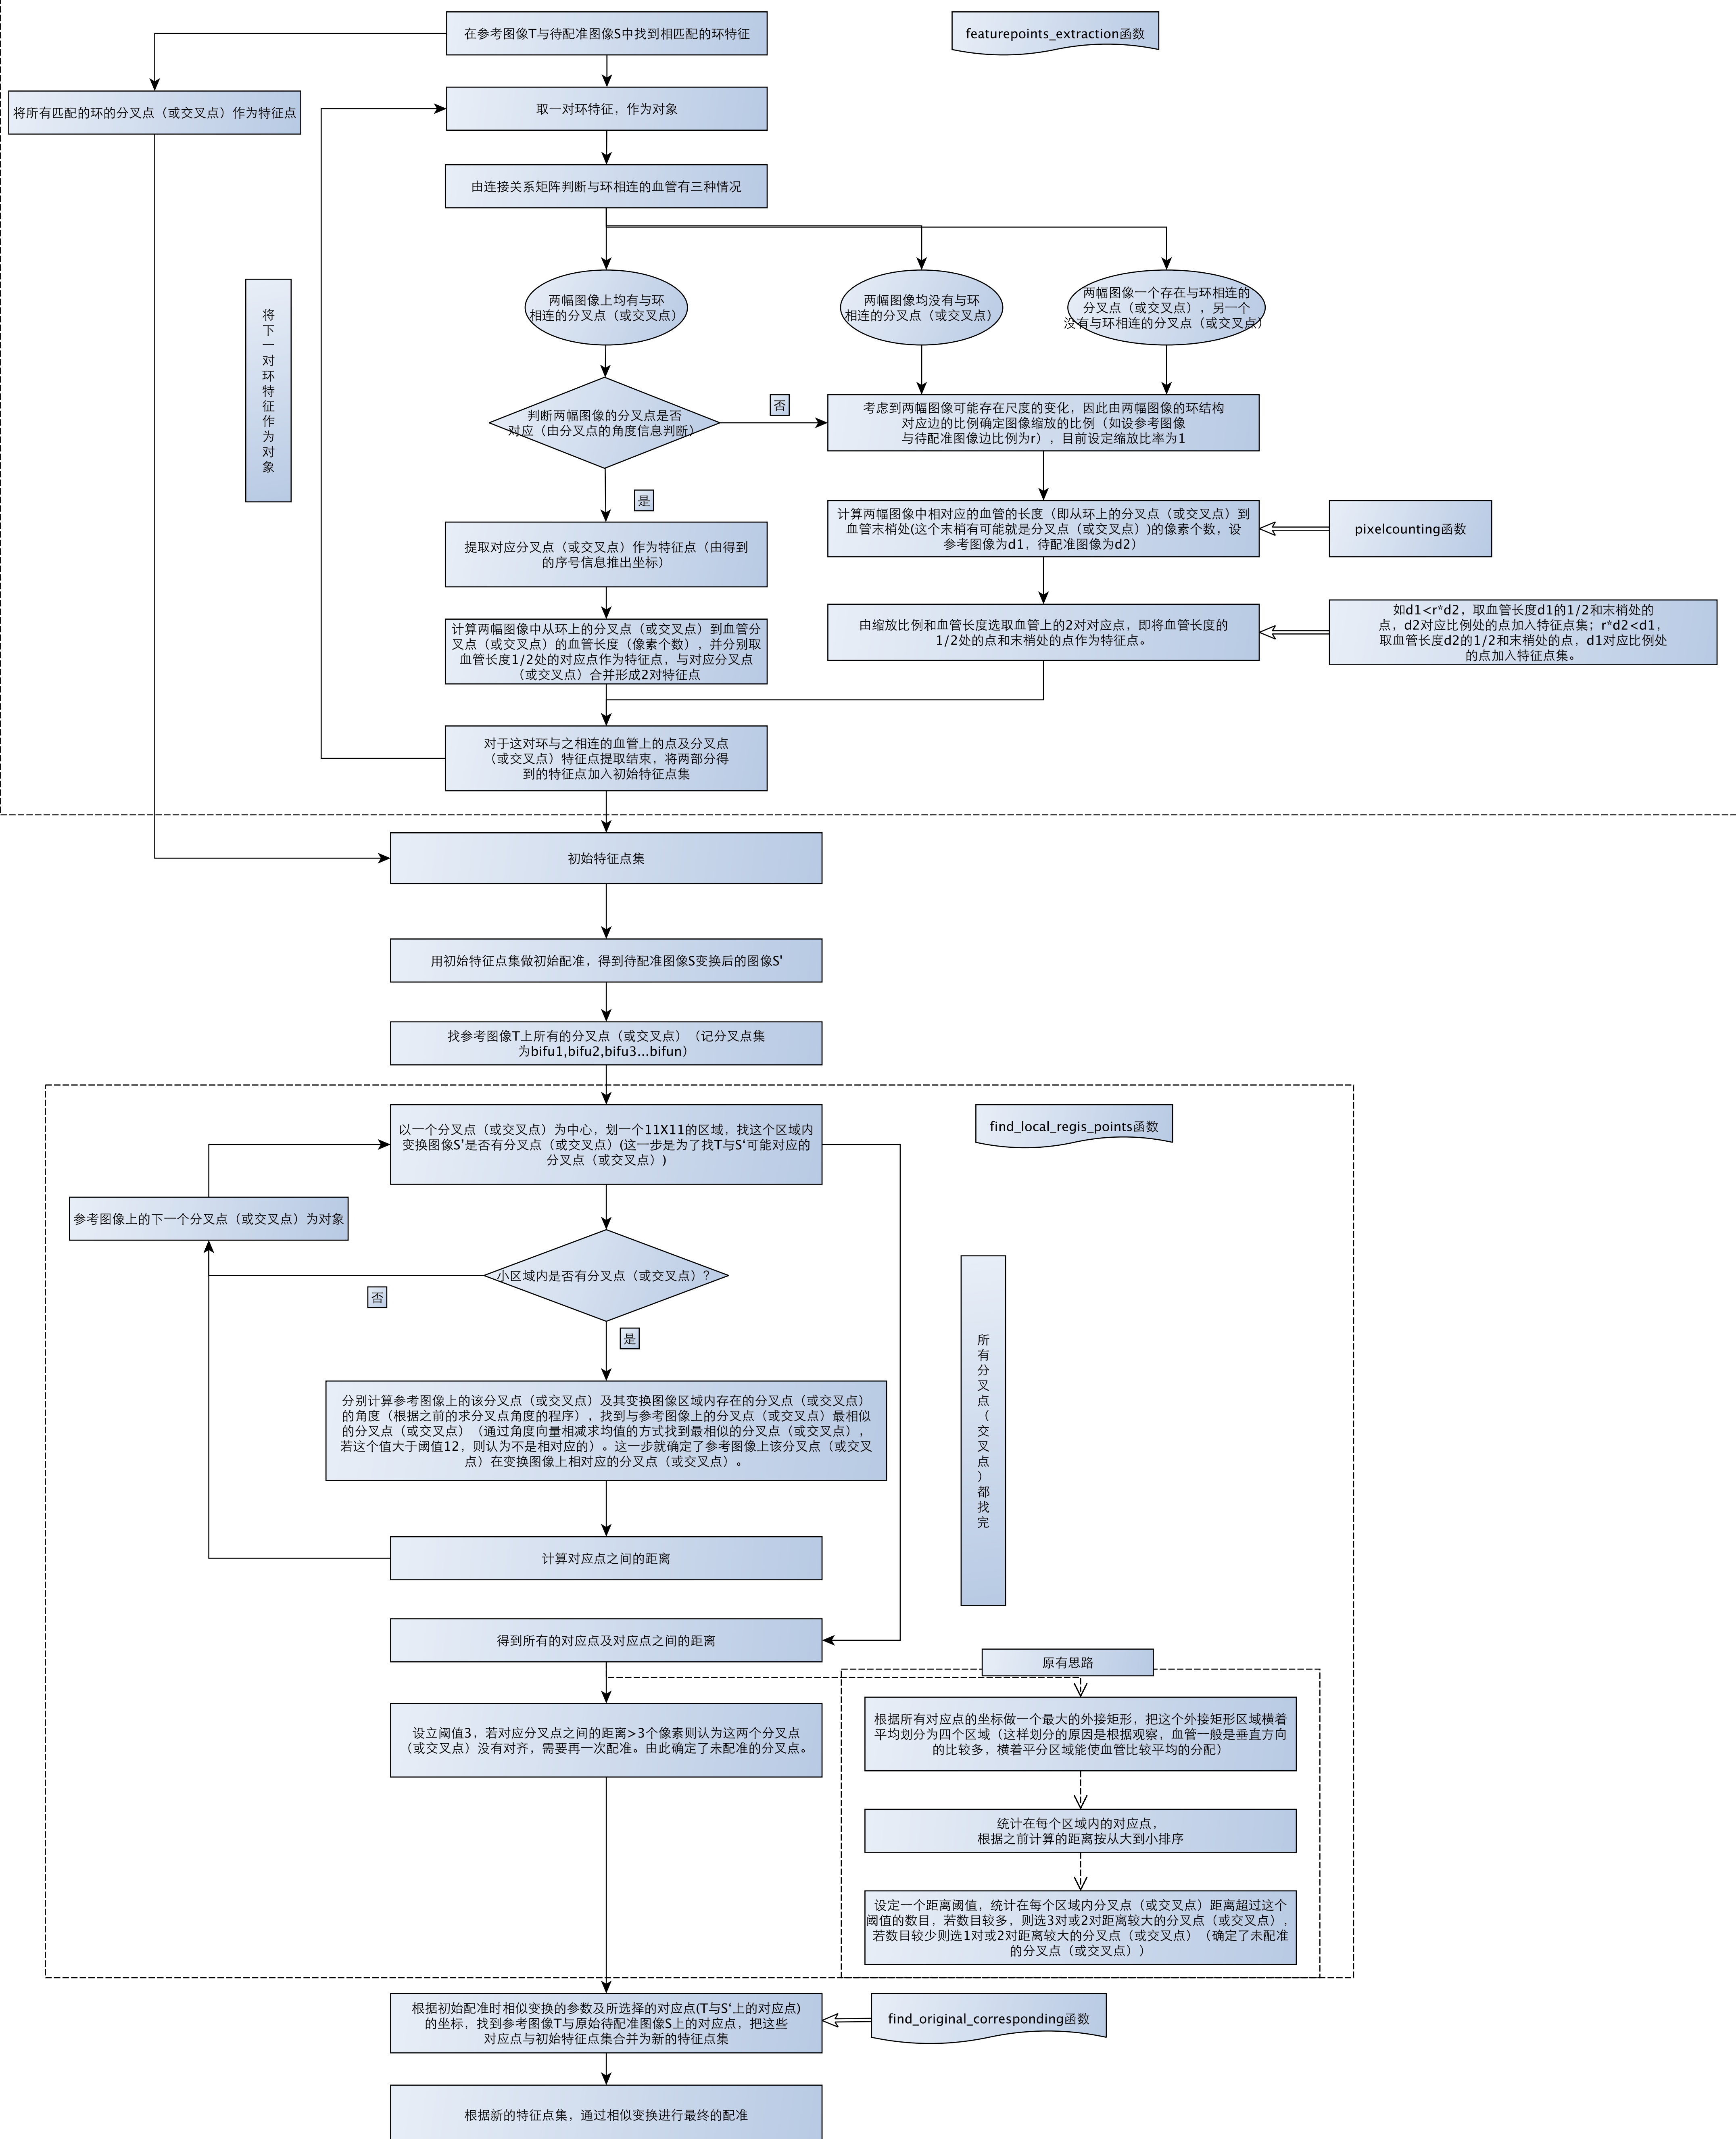 在参考图像T与待配准图像S中找到相匹配的环特征
featurepoints_extraction函数
将所有匹配的环的分叉点（或交叉点）作为特征点
取一对环特征，作为对象
由连接关系矩阵判断与环相连的血管有三种情况
将
下
一
对
环
特
征
作
为
对
象
两幅图像上均有与环
相连的分叉点（或交叉点）
两幅图像均没有与环
相连的分叉点（或交叉点）
两幅图像一个存在与环相连的
分叉点（或交叉点），另一个
没有与环相连的分叉点（或交叉点）
判断两幅图像的分叉点是否
对应（由分叉点的角度信息判断）
否
考虑到两幅图像可能存在尺度的变化，因此由两幅图像的环结构
对应边的比例确定图像缩放的比例（如设参考图像
与待配准图像边比例为r），目前设定缩放比率为1
是
计算两幅图像中相对应的血管的长度（即从环上的分叉点（或交叉点）到
血管末梢处(这个末梢有可能就是分叉点（或交叉点）)的像素个数，设
参考图像为d1，待配准图像为d2）
pixelcounting函数
提取对应分叉点（或交叉点）作为特征点（由得到
的序号信息推出坐标）
由缩放比例和血管长度选取血管上的2对对应点，即将血管长度的
1/2处的点和末梢处的点作为特征点。
如d1<r*d2，取血管长度d1的1/2和末梢处的
点，d2对应比例处的点加入特征点集；r*d2<d1，
取血管长度d2的1/2和末梢处的点，d1对应比例处
的点加入特征点集。
计算两幅图像中从环上的分叉点（或交叉点）到血管分
叉点（或交叉点）的血管长度（像素个数），并分别取
血管长度1/2处的对应点作为特征点，与对应分叉点
（或交叉点）合并形成2对特征点
对于这对环与之相连的血管上的点及分叉点
（或交叉点）特征点提取结束，将两部分得
到的特征点加入初始特征点集
初始特征点集
用初始特征点集做初始配准，得到待配准图像S变换后的图像S'
找参考图像T上所有的分叉点（或交叉点）（记分叉点集
为bifu1,bifu2,bifu3...bifun）
以一个分叉点（或交叉点）为中心，划一个11X11的区域，找这个区域内
变换图像S'是否有分叉点（或交叉点）(这一步是为了找T与S‘可能对应的
分叉点（或交叉点）)
find_local_regis_points函数
参考图像上的下一个分叉点（或交叉点）为对象
小区域内是否有分叉点（或交叉点）？
否
是
所
有
分
叉
点
（
交
叉
点
）
都
找
完
分别计算参考图像上的该分叉点（或交叉点）及其变换图像区域内存在的分叉点（或交叉点）
的角度（根据之前的求分叉点角度的程序），找到与参考图像上的分叉点（或交叉点）最相似
的分叉点（或交叉点）（通过角度向量相减求均值的方式找到最相似的分叉点（或交叉点），
若这个值大于阈值12，则认为不是相对应的）。这一步就确定了参考图像上该分叉点（或交叉
点）在变换图像上相对应的分叉点（或交叉点）。
计算对应点之间的距离
得到所有的对应点及对应点之间的距离
原有思路
设立阈值3，若对应分叉点之间的距离>3个像素则认为这两个分叉点
（或交叉点）没有对齐，需要再一次配准。由此确定了未配准的分叉点。
根据所有对应点的坐标做一个最大的外接矩形，把这个外接矩形区域横着
平均划分为四个区域（这样划分的原因是根据观察，血管一般是垂直方向
的比较多，横着平分区域能使血管比较平均的分配）
统计在每个区域内的对应点，
根据之前计算的距离按从大到小排序
设定一个距离阈值，统计在每个区域内分叉点（或交叉点）距离超过这个
阈值的数目，若数目较多，则选3对或2对距离较大的分叉点（或交叉点），
若数目较少则选1对或2对距离较大的分叉点（或交叉点）（确定了未配准
的分叉点（或交叉点））
根据初始配准时相似变换的参数及所选择的对应点(T与S‘上的对应点)
的坐标，找到参考图像T与原始待配准图像S上的对应点，把这些
对应点与初始特征点集合并为新的特征点集
find_original_corresponding函数
根据新的特征点集，通过相似变换进行最终的配准